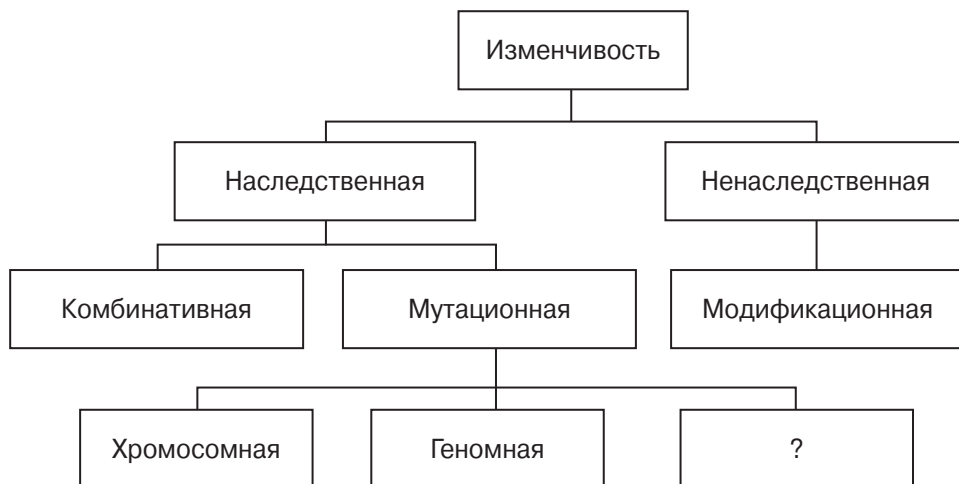 Изменчивость
Наследственная
Ненаследственная
Комбинативная
Мутационная
Модификационная
Хромосомная
Геномная
?